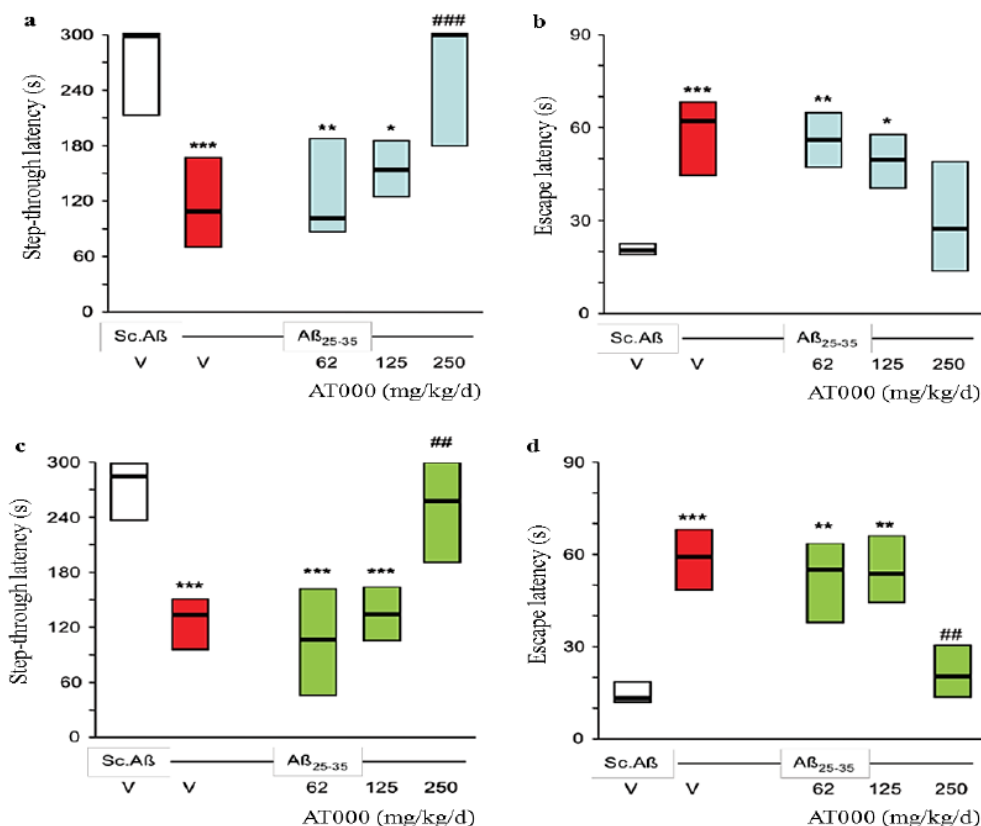 a
Step-through latency (s)
300
240
180
120
60
0
***
**
*
###
Sc.Aß
Aß25-35
V
V
62
125
250
AT000 (mg/kg/d)
b
Escape latency (s)
90
60
30
0
***
**
*
Sc.Aß
Aß25-35
V
V
62
125
250
AT000 (mg/kg/d)
c
Step-through latency (s)
300
240
180
120
60
0
***
***
***
##
Sc.Aß
Aß25-35
V
V
62
125
250
AT000 (mg/kg/d)
d
Escape latency (s)
90
60
30
0
***
**
**
##
Sc.Aß
Aß25-35
V
V
62
125
250
AT000 (mg/kg/d)